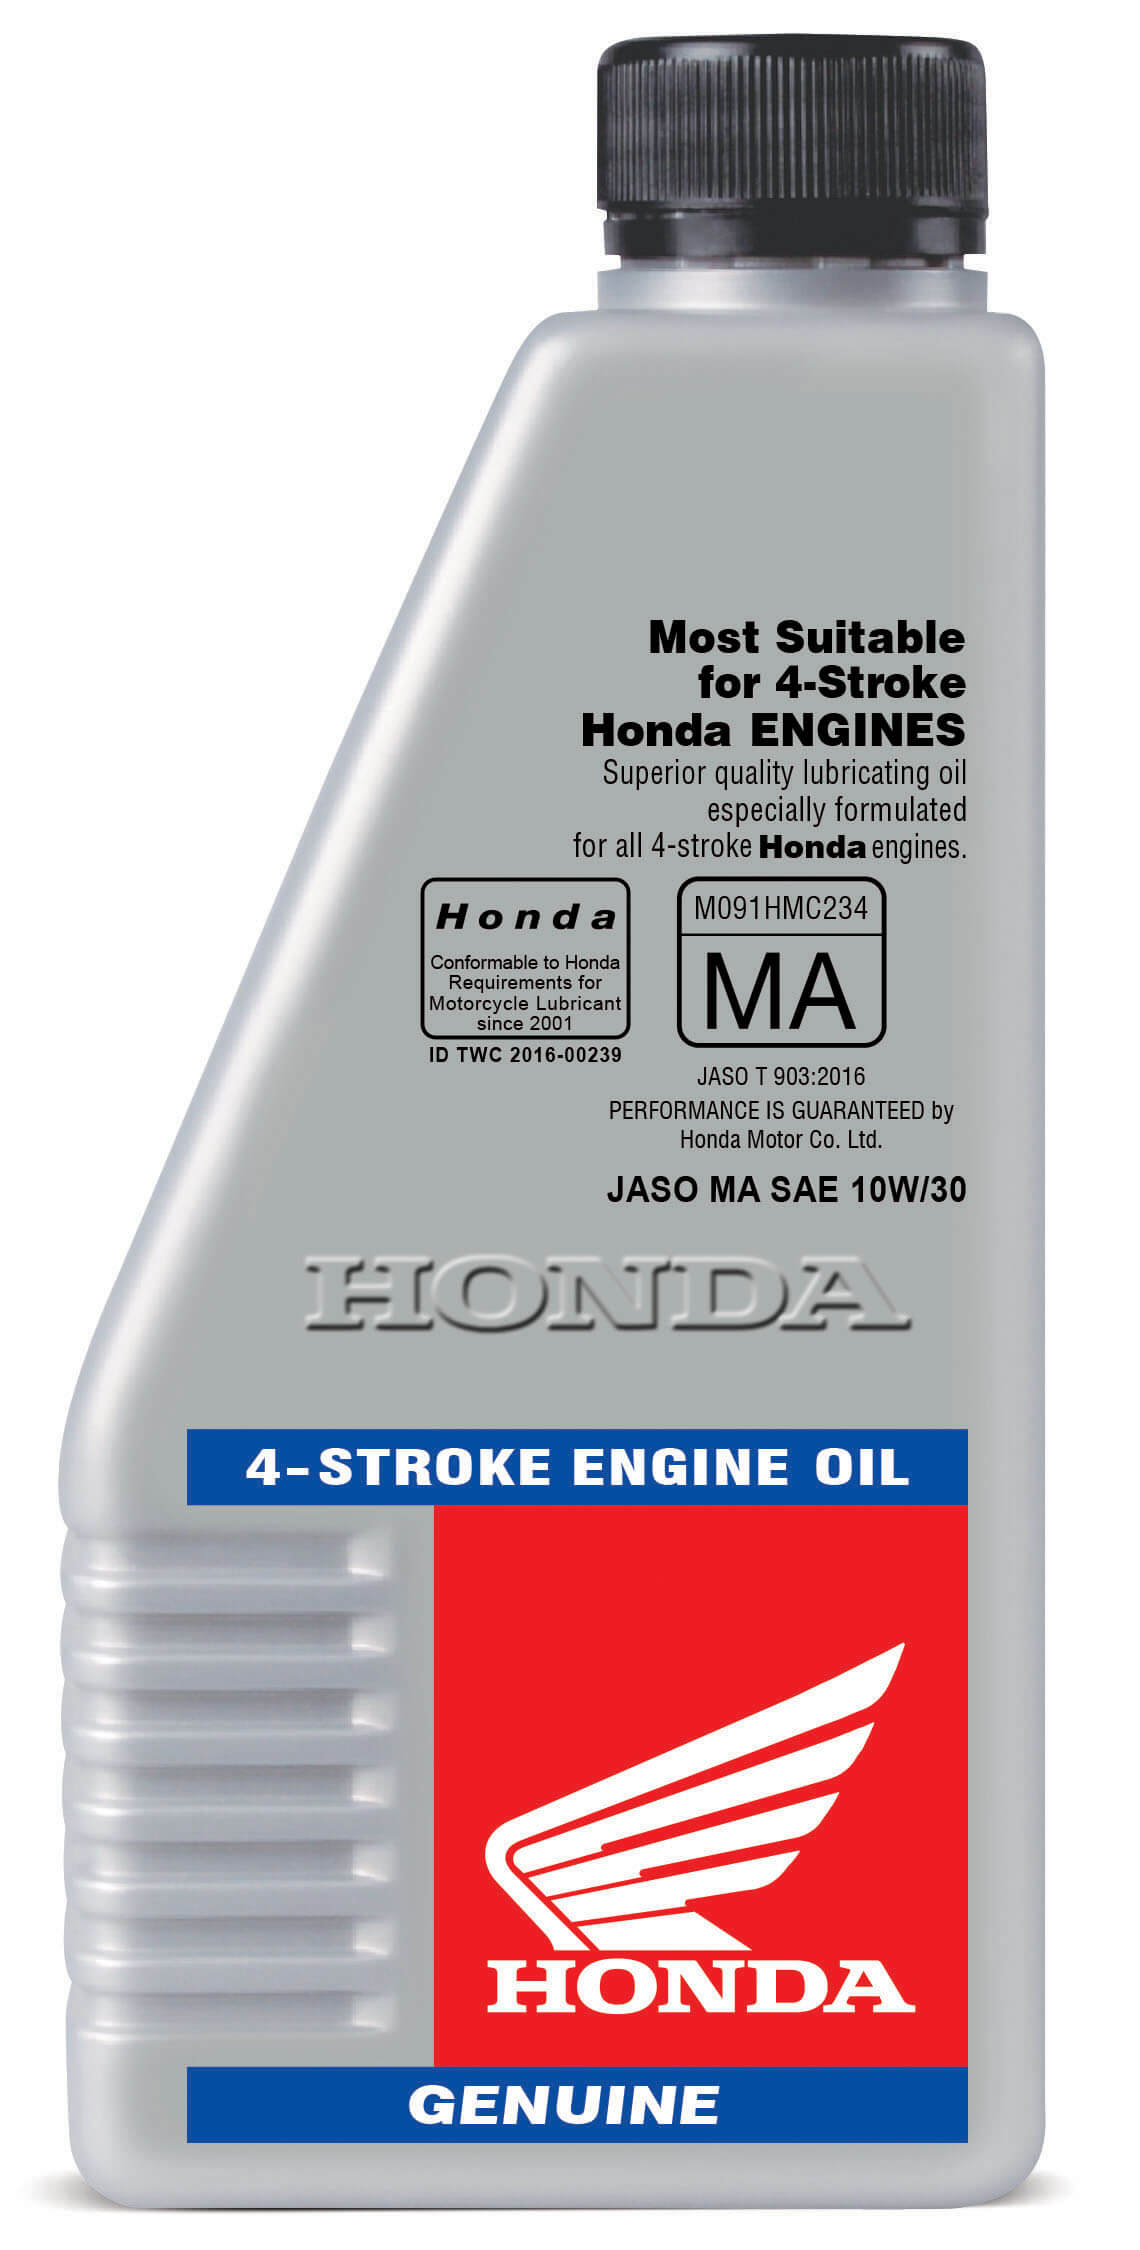 Most Suitable
for 4-Stroke
Honda ENGINES
Superior quality lubricating oil
especially formulated
for all 4-stroke Honda engines.
Honda
Conformable to Honda
Requirements for
Motorcycle Lubricant
since 2001
ID TWC 2016-00239
M091HMC234
MA
JASO T 903:2016
PERFORMANCE IS GUARANTEED by
Honda Motor Co. Ltd.
JASO MA SAE 10W/30
HONDA
4-STROKE ENGINE OIL
HONDA
GENUINE